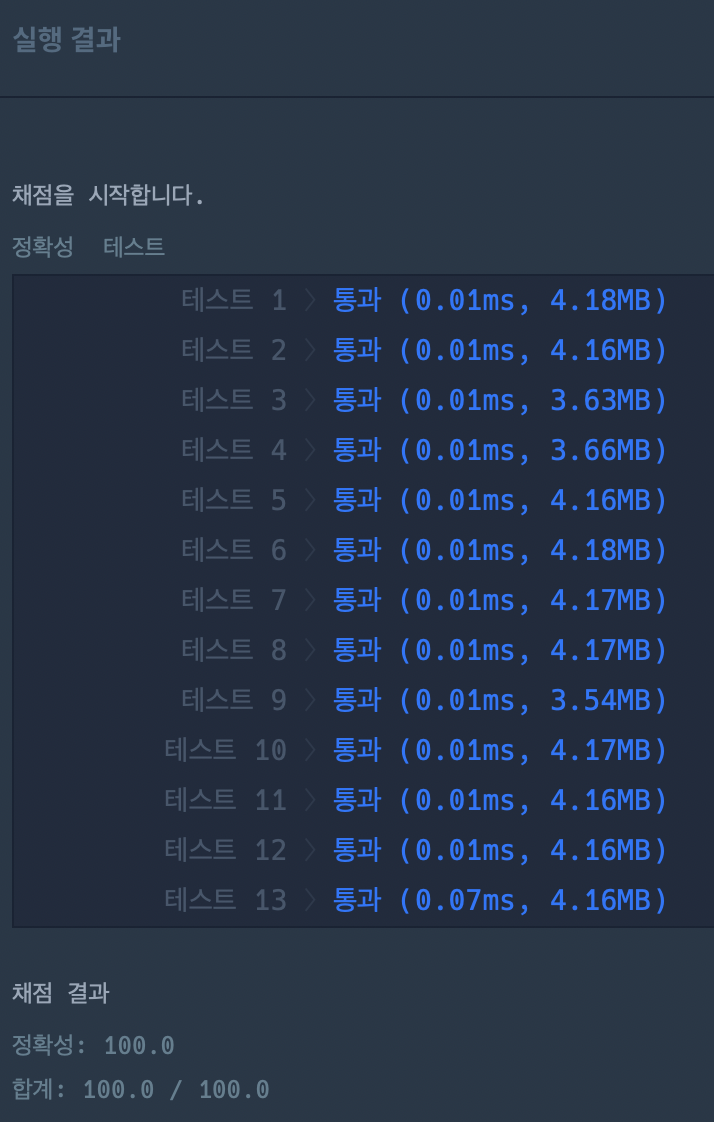 실행 결과
채점을 시작합니다.
정확성  테스트
테스트 1 〉 통과 (0.01ms, 4.18MB)
테스트 2 〉 통과 (0.01ms, 4.16MB)
테스트 3 〉 통과 (0.01ms, 3.63MB)
테스트 4 〉 통과 (0.01ms, 3.66MB)
테스트 5 〉 통과 (0.01ms, 4.16MB)
테스트 6 〉 통과 (0.01ms, 4.18MB)
테스트 7 〉 통과 (0.01ms, 4.17MB)
테스트 8 〉 통과 (0.01ms, 4.17MB)
테스트 9 〉 통과 (0.01ms, 3.54MB)
테스트 10 〉 통과 (0.01ms, 4.17MB)
테스트 11 〉 통과 (0.01ms, 4.16MB)
테스트 12 〉 통과 (0.01ms, 4.16MB)
테스트 13 〉 통과 (0.07ms, 4.16MB)
채점 결과
정확성: 100.0
합계: 100.0 / 100.0